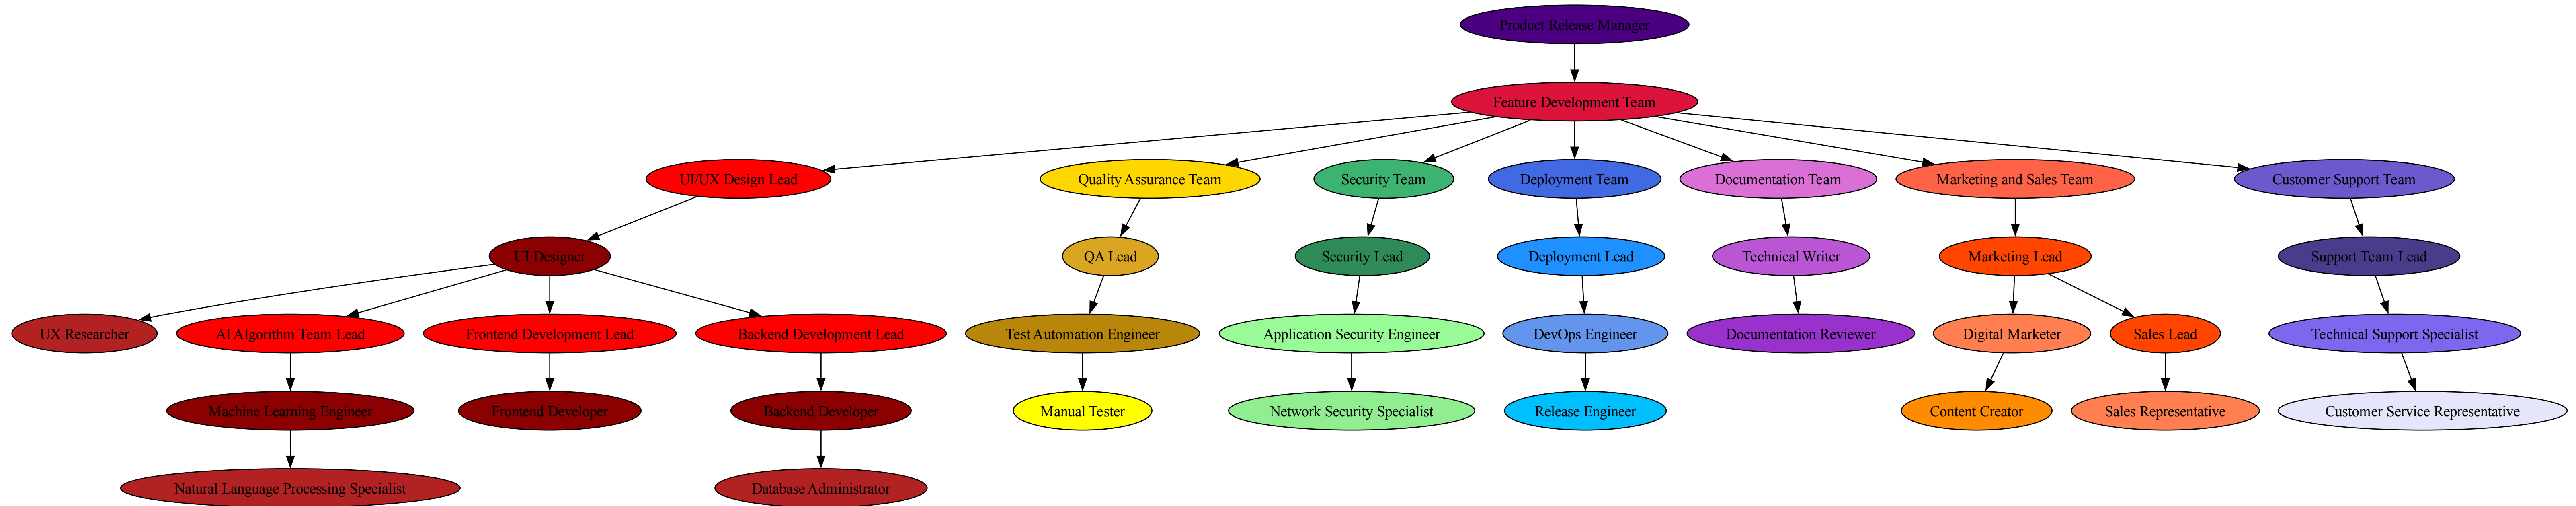 Product Release Manager
Feature Development Team
UI/UX Design Lead
Quality Assurance Team
Security Team
Deployment Team
Documentation Team
Marketing and Sales Team
Customer Support Team
UI Designer
QA Lead
Security Lead
Deployment Lead
Technical Writer
Marketing Lead
Support Team Lead
UX Researcher
AI Algorithm Team Lead
Frontend Development Lead
Backend Development Lead
Test Automation Engineer
Application Security Engineer
DevOps Engineer
Documentation Reviewer
Digital Marketer
Sales Lead
Technical Support Specialist
Machine Learning Engineer
Frontend Developer
Backend Developer
Manual Tester
Network Security Specialist
Release Engineer
Content Creator
Sales Representative
Customer Service Representative
Natural Language Processing Specialist
Database Administrator